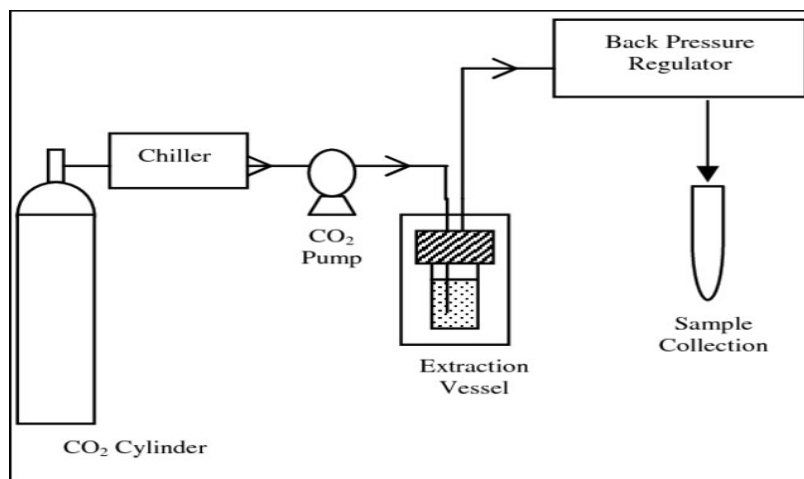 Back Pressure
Regulator
Chiller
CO₂
Pump
Extraction
Vessel
Sample
Collection
CO₂ Cylinder